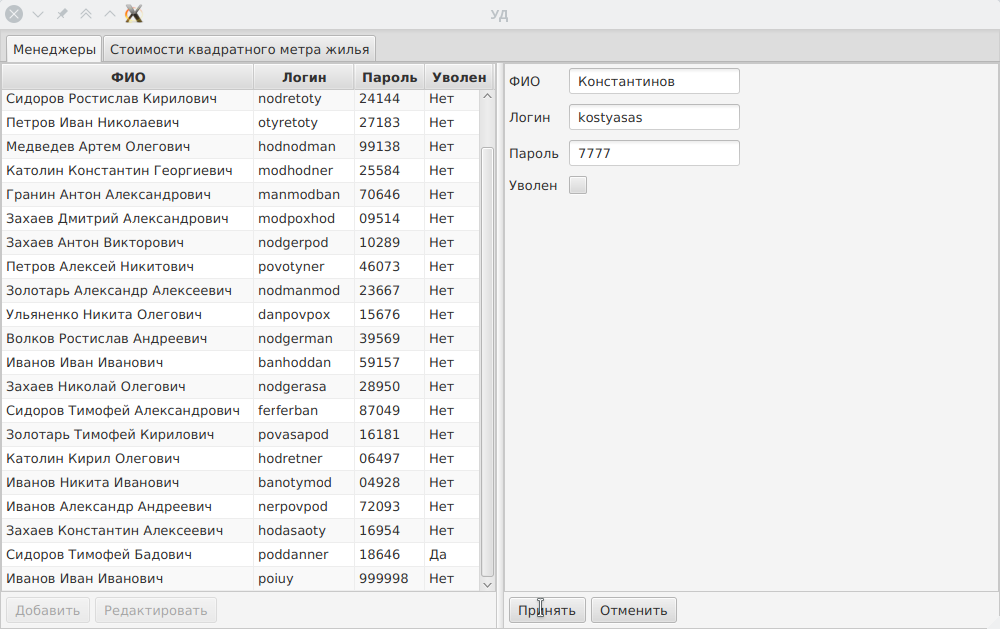 УД
Менеджеры Стоимости квадратного метра жилья
ФИО Логин Пароль Уволен
Сидоров Ростислав Кирилович nodretoty 24144 Нет
Петров Иван Николаевич otyretoty 27183 Нет
Медведев Артем Олегович hodnodman 99138 Нет
Католин Константин Георгиевич modhodner 25584 Нет
Гранин Антон Александрович manmodban 70646 Нет
Захаев Дмитрий Александрович modpoxhod 09514 Нет
Захаев Антон Викторович nodgerpod 10289 Нет
Петров Алексей Никитович povotyner 46073 Нет
Золотарь Александр Алексеевич nodmanmod 23667 Нет
Ульяненко Никита Олегович danpovpox 15676 Нет
Волков Ростислав Андреевич nodgerman 39569 Нет
Иванов Иван Иванович banhoddan 59157 Нет
Захаев Николай Олегович nodgerasa 28950 Нет
Сидоров Тимофей Александрович ferferban 87049 Нет
Золотарь Тимофей Кирилович povasapod 16181 Нет
Католин Кирил Олегович hodretner 06497 Нет
Иванов Никита Иванович banotymod 04928 Нет
Иванов Александр Андреевич nerpovpod 72093 Нет
Захаев Константин Алексеевич hodasaoty 16954 Нет
Сидоров Тимофей Бадович poddanner 18646 Да
Иванов Иван Иванович poiuy 999998 Нет
Добавить Редактировать
ФИО Константинов
Логин kostyasas
Пароль 7777
Уволен
Принять Отменить